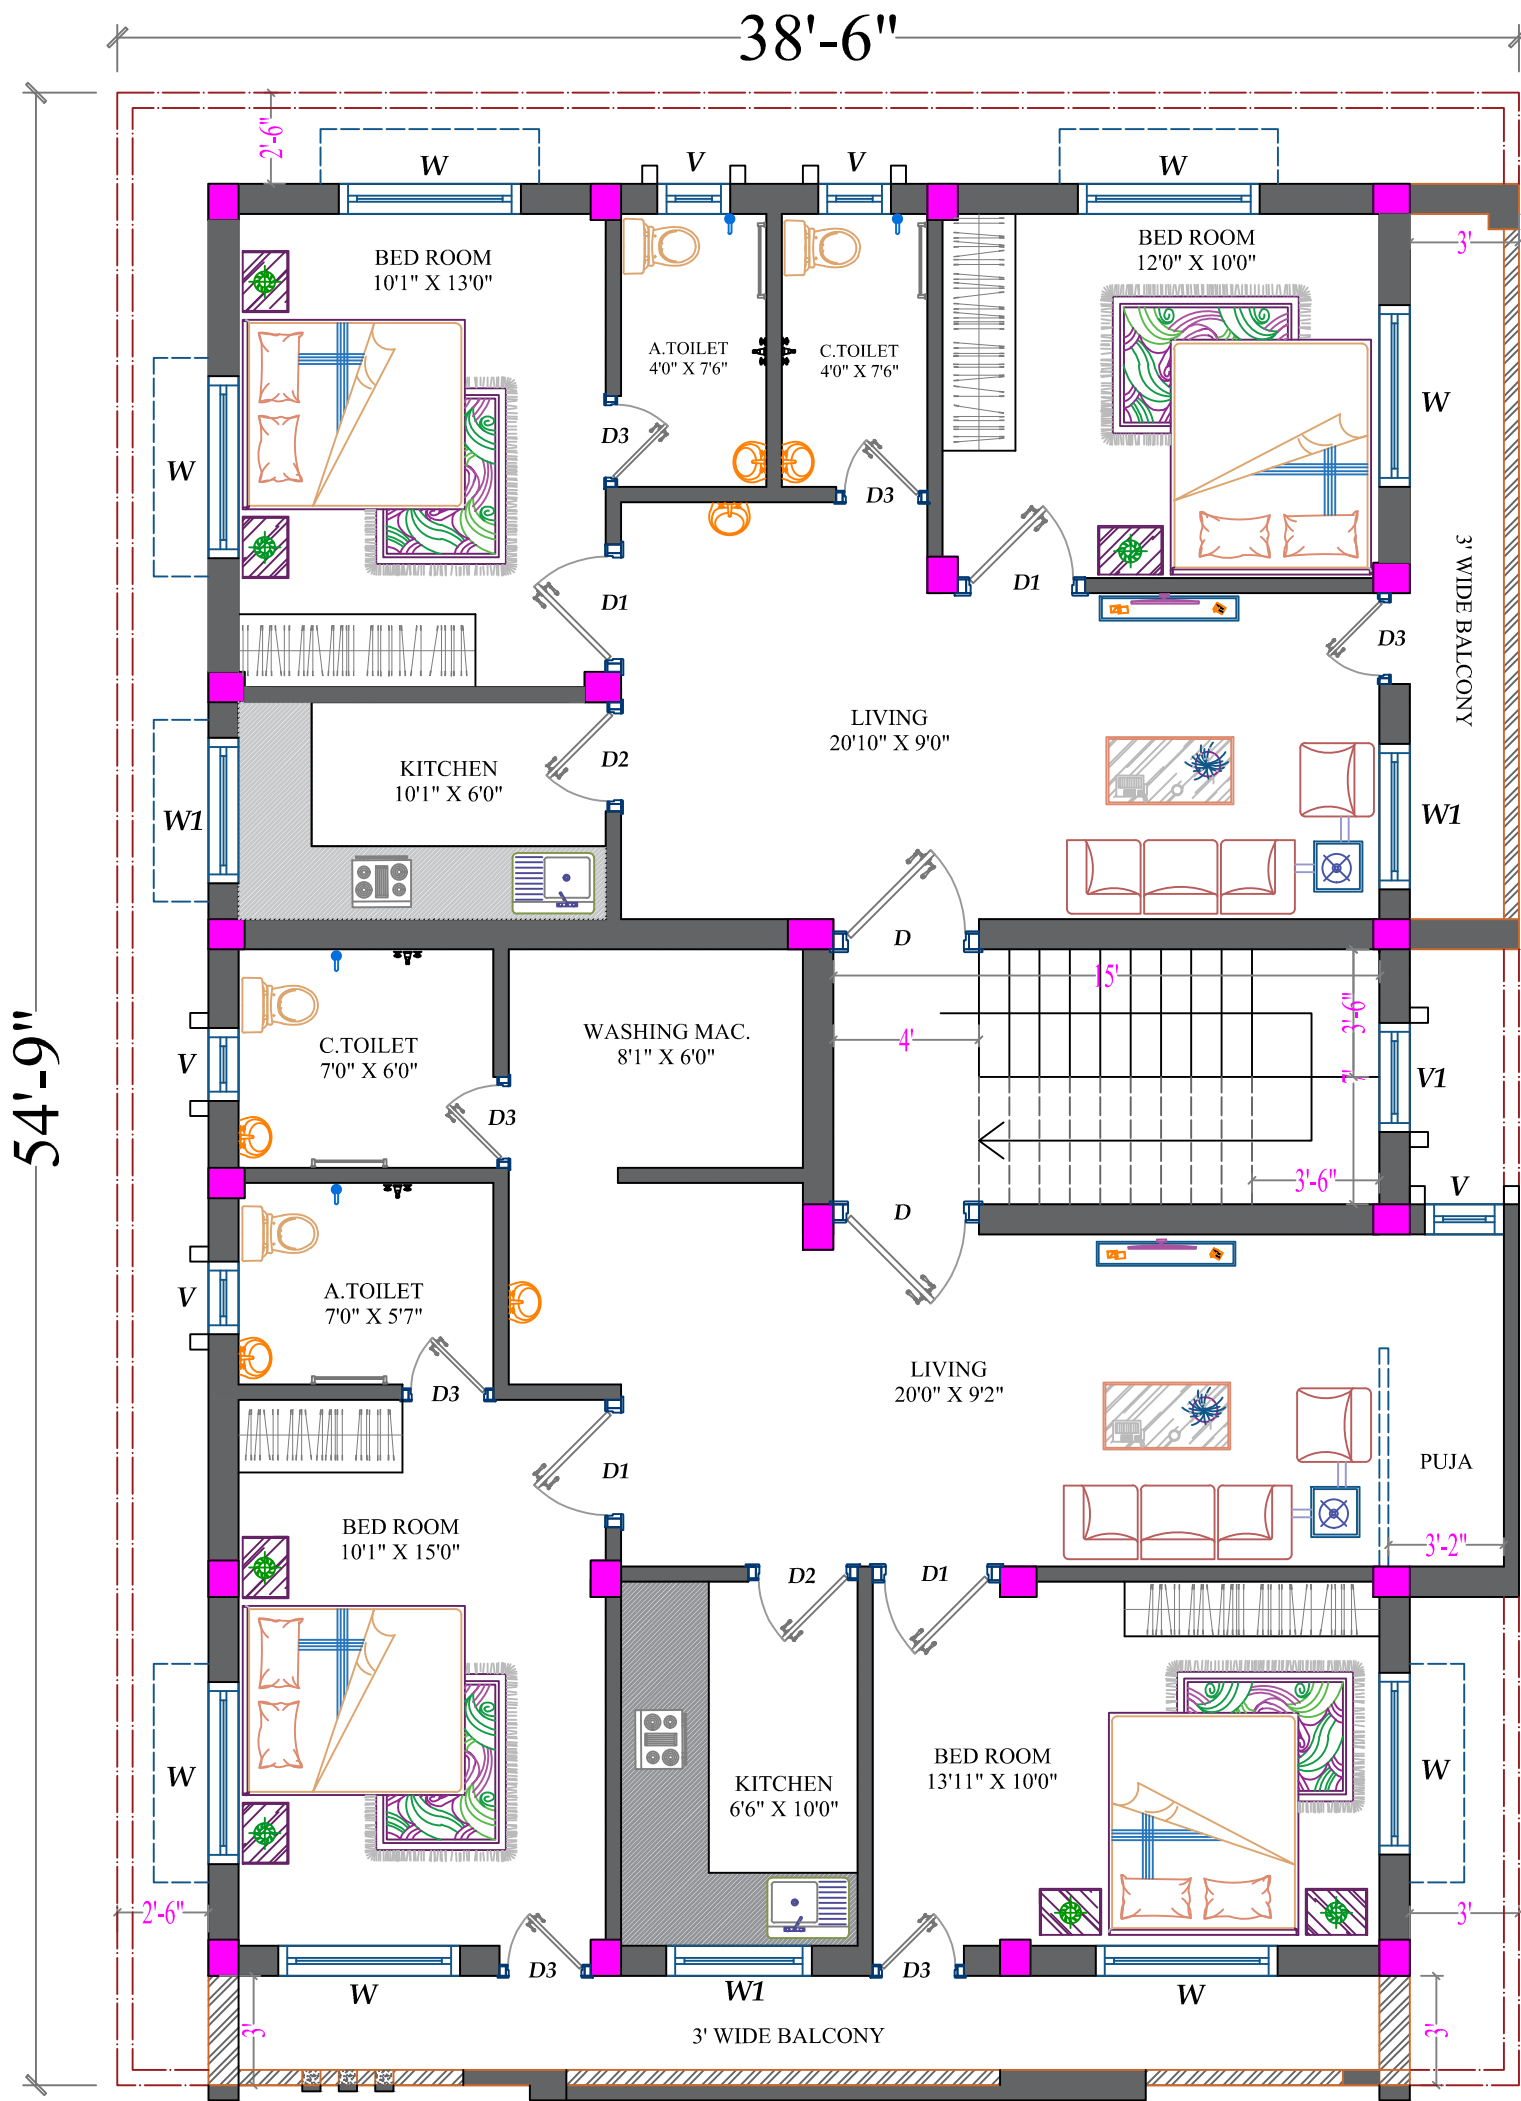 38'-6"
54'-9"
2'-6"
W
V
V
W
3'
BED ROOM
10'1" X 13'0"
BED ROOM
12'0" X 10'0"
A.TOILET
4'0" X 7'6"
C.TOILET
4'0" X 7'6"
W
W
D3
D3
D1
D1
D3
3' WIDE BALCONY
LIVING
20'10" X 9'0"
KITCHEN
10'1" X 6'0"
D2
W1
W1
D
15'
3'-6"
WASHING MAC.
8'1" X 6'0"
C.TOILET
7'0" X 6'0"
4'
7'
V
V1
D3
3'-6"
V
D
A.TOILET
7'0" X 5'7"
V
LIVING
20'0" X 9'2"
D3
D1
PUJA
BED ROOM
10'1" X 15'0"
3'-2"
D2
D1
BED ROOM
13'11" X 10'0"
KITCHEN
6'6" X 10'0"
W
W
2'-6"
3'
D3
D3
W
W1
W
3'
3' WIDE BALCONY
3'